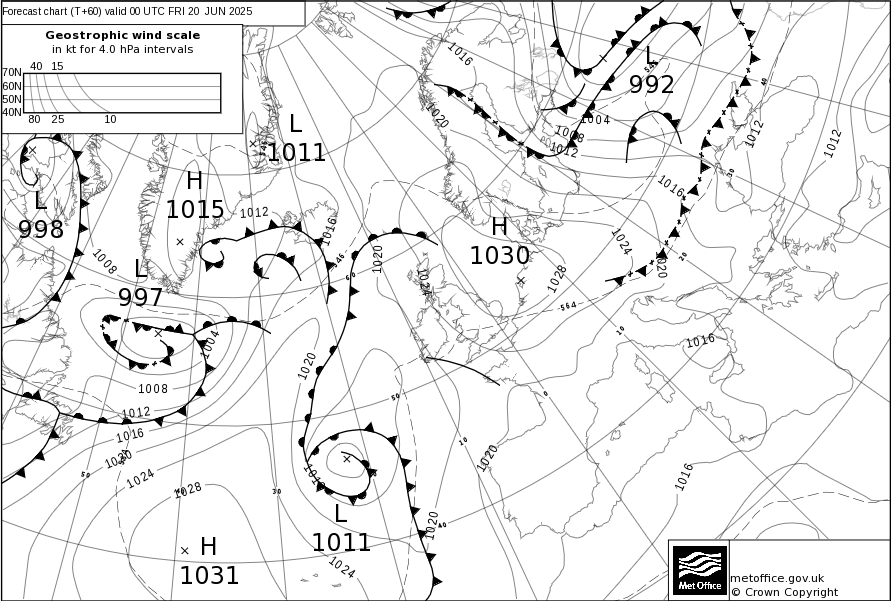 Forecast chart (T+60) valid 00 UTC FRI 20 JUN 2025
Geostrophic wind scale
in kt for 4.0 hPa intervals
40 15
70N
60N
50N
40N
80 25 10
L
1011
H
1015
L
998
L
997
L
992
H
1030
L
1011
H
1031
1016
1020
1004
1008
1012
1012
1012
1016
1024
1020
1028
564
1016
1012
1016
546
1020
1024
1008
1004
1020
1008
1012
1016
1020
1024
1028
1020
1016
1020
1024
60
50
50
40
40
30
30
20
10
10
0
metoffice.gov.uk
© Crown Copyright
Met Office